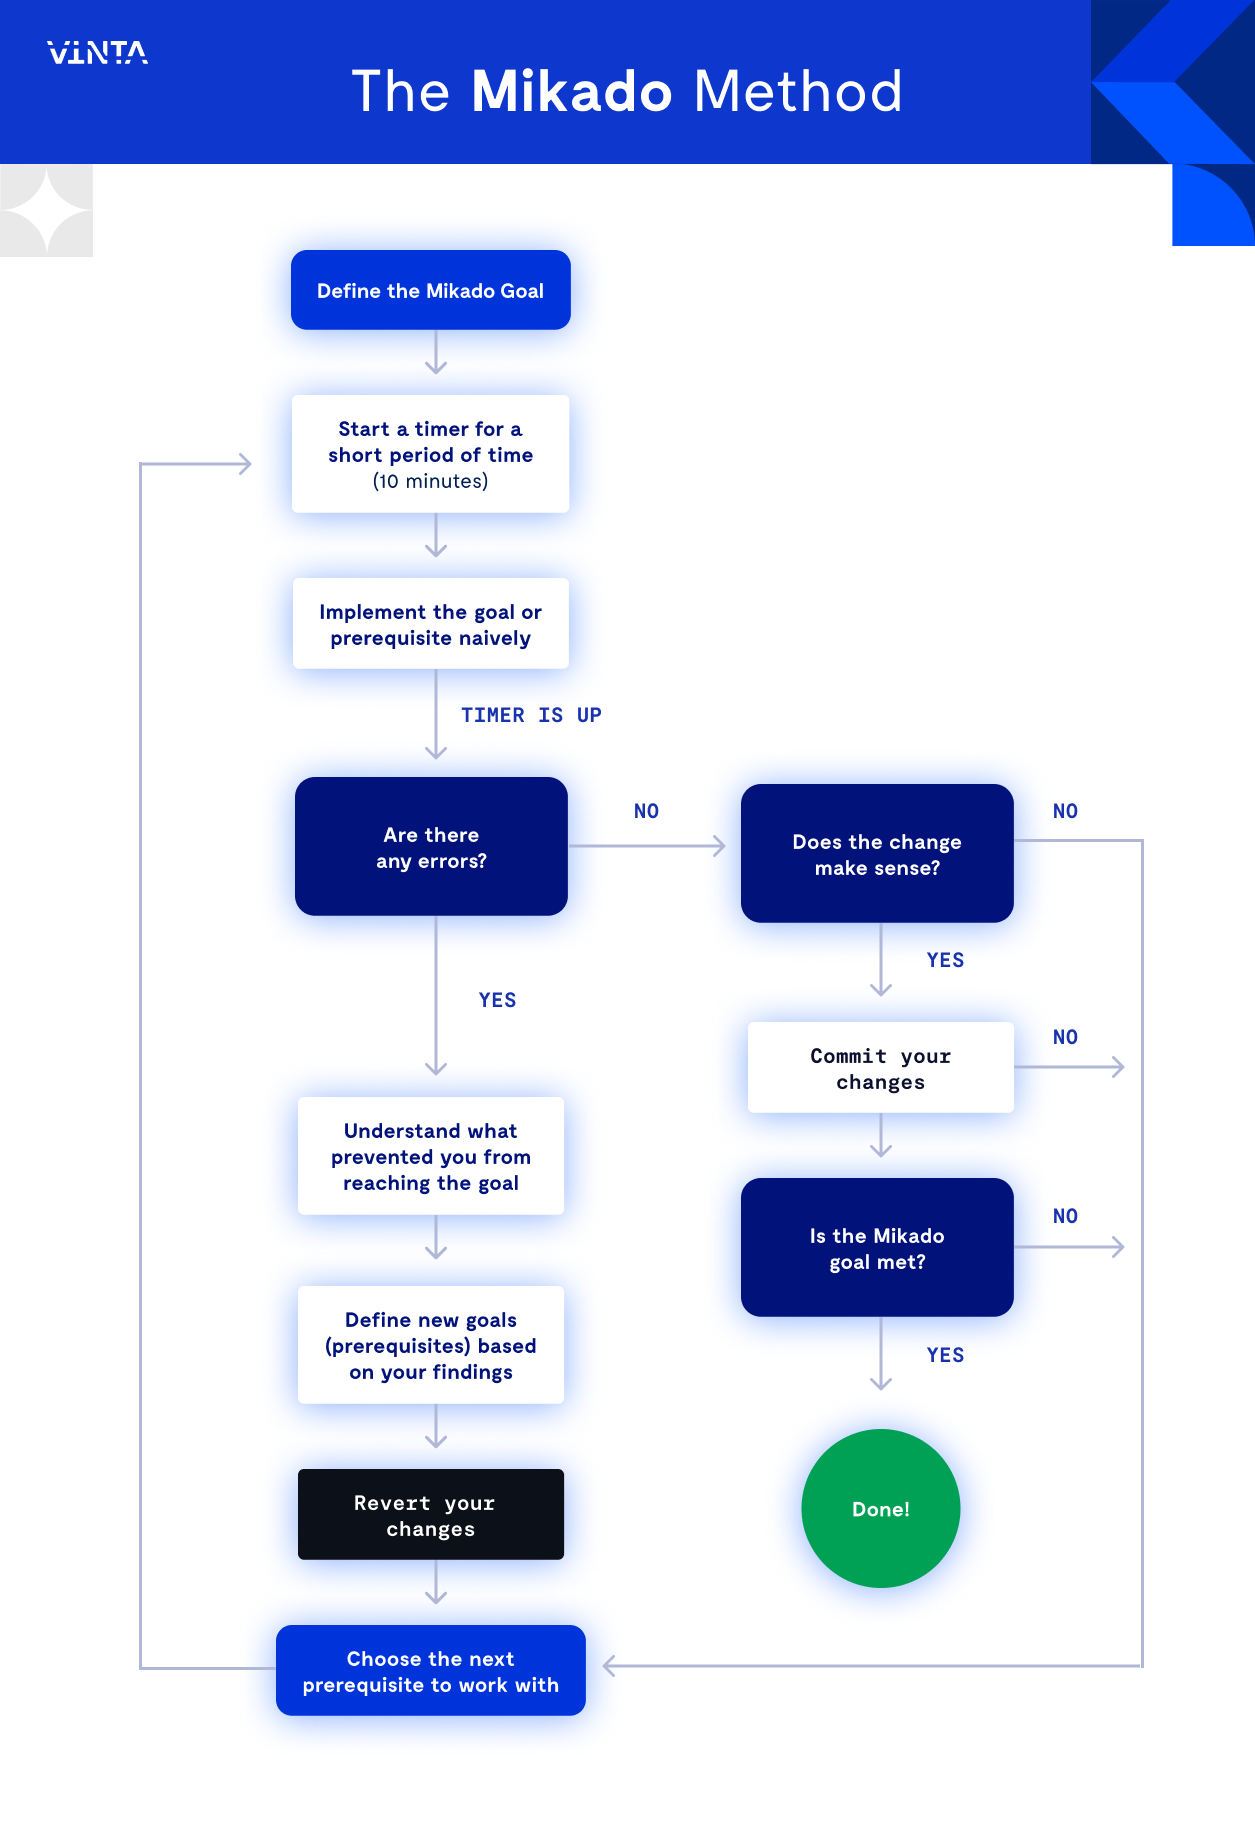 VINTA
The Mikado Method
Define the Mikado Goal
Start a timer for a
short period of time
(10 minutes)
Implement the goal or
prerequisite naively
TIMER IS UP
Are there
any errors?
NO
Does the change
make sense?
NO
YES
YES
Commit your
changes
NO
Understand what
prevented you from
reaching the goal
Is the Mikado
goal met?
NO
YES
Define new goals
(prerequisites) based
on your findings
Revert your
changes
Done!
Choose the next
prerequisite to work with